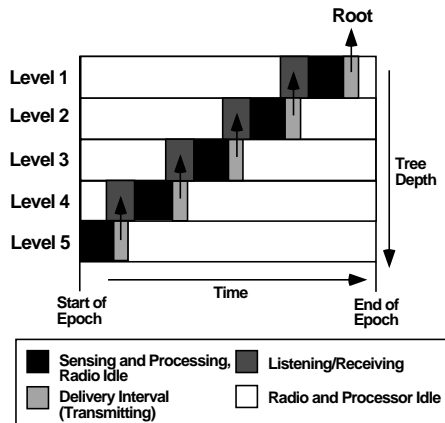 Root
Level 1
Level 2
Level 3
Level 4
Level 5
Tree
Depth
Time
Start of
Epoch
End of
Epoch
Sensing and Processing,
Radio Idle
Listening/Receiving
Delivery Interval
(Transmitting)
Radio and Processor Idle